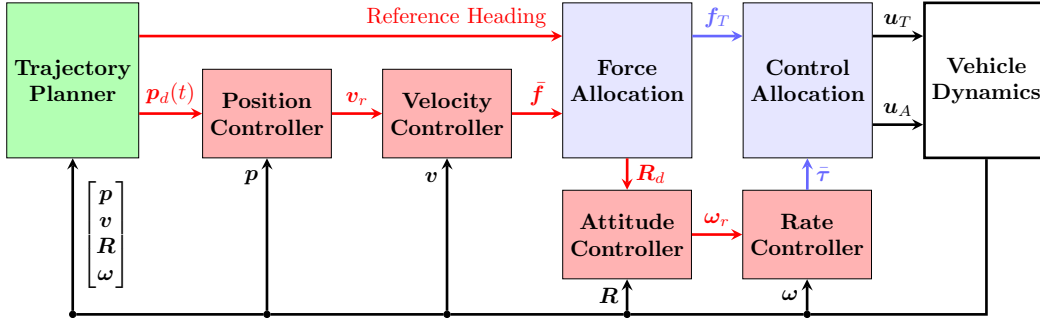 Reference Heading
Trajectory
Planner
𝒑_d(t)
Position
Controller
𝒗_r
Velocity
Controller
f̄
Force
Allocation
𝒇_T
Control
Allocation
𝒖_T
𝒖_A
Vehicle
Dynamics
𝒑
𝒗
𝑹
𝝎
𝒑
𝒗
𝑹_d
τ̄
Attitude
Controller
𝝎_r
Rate
Controller
𝑹
𝝎